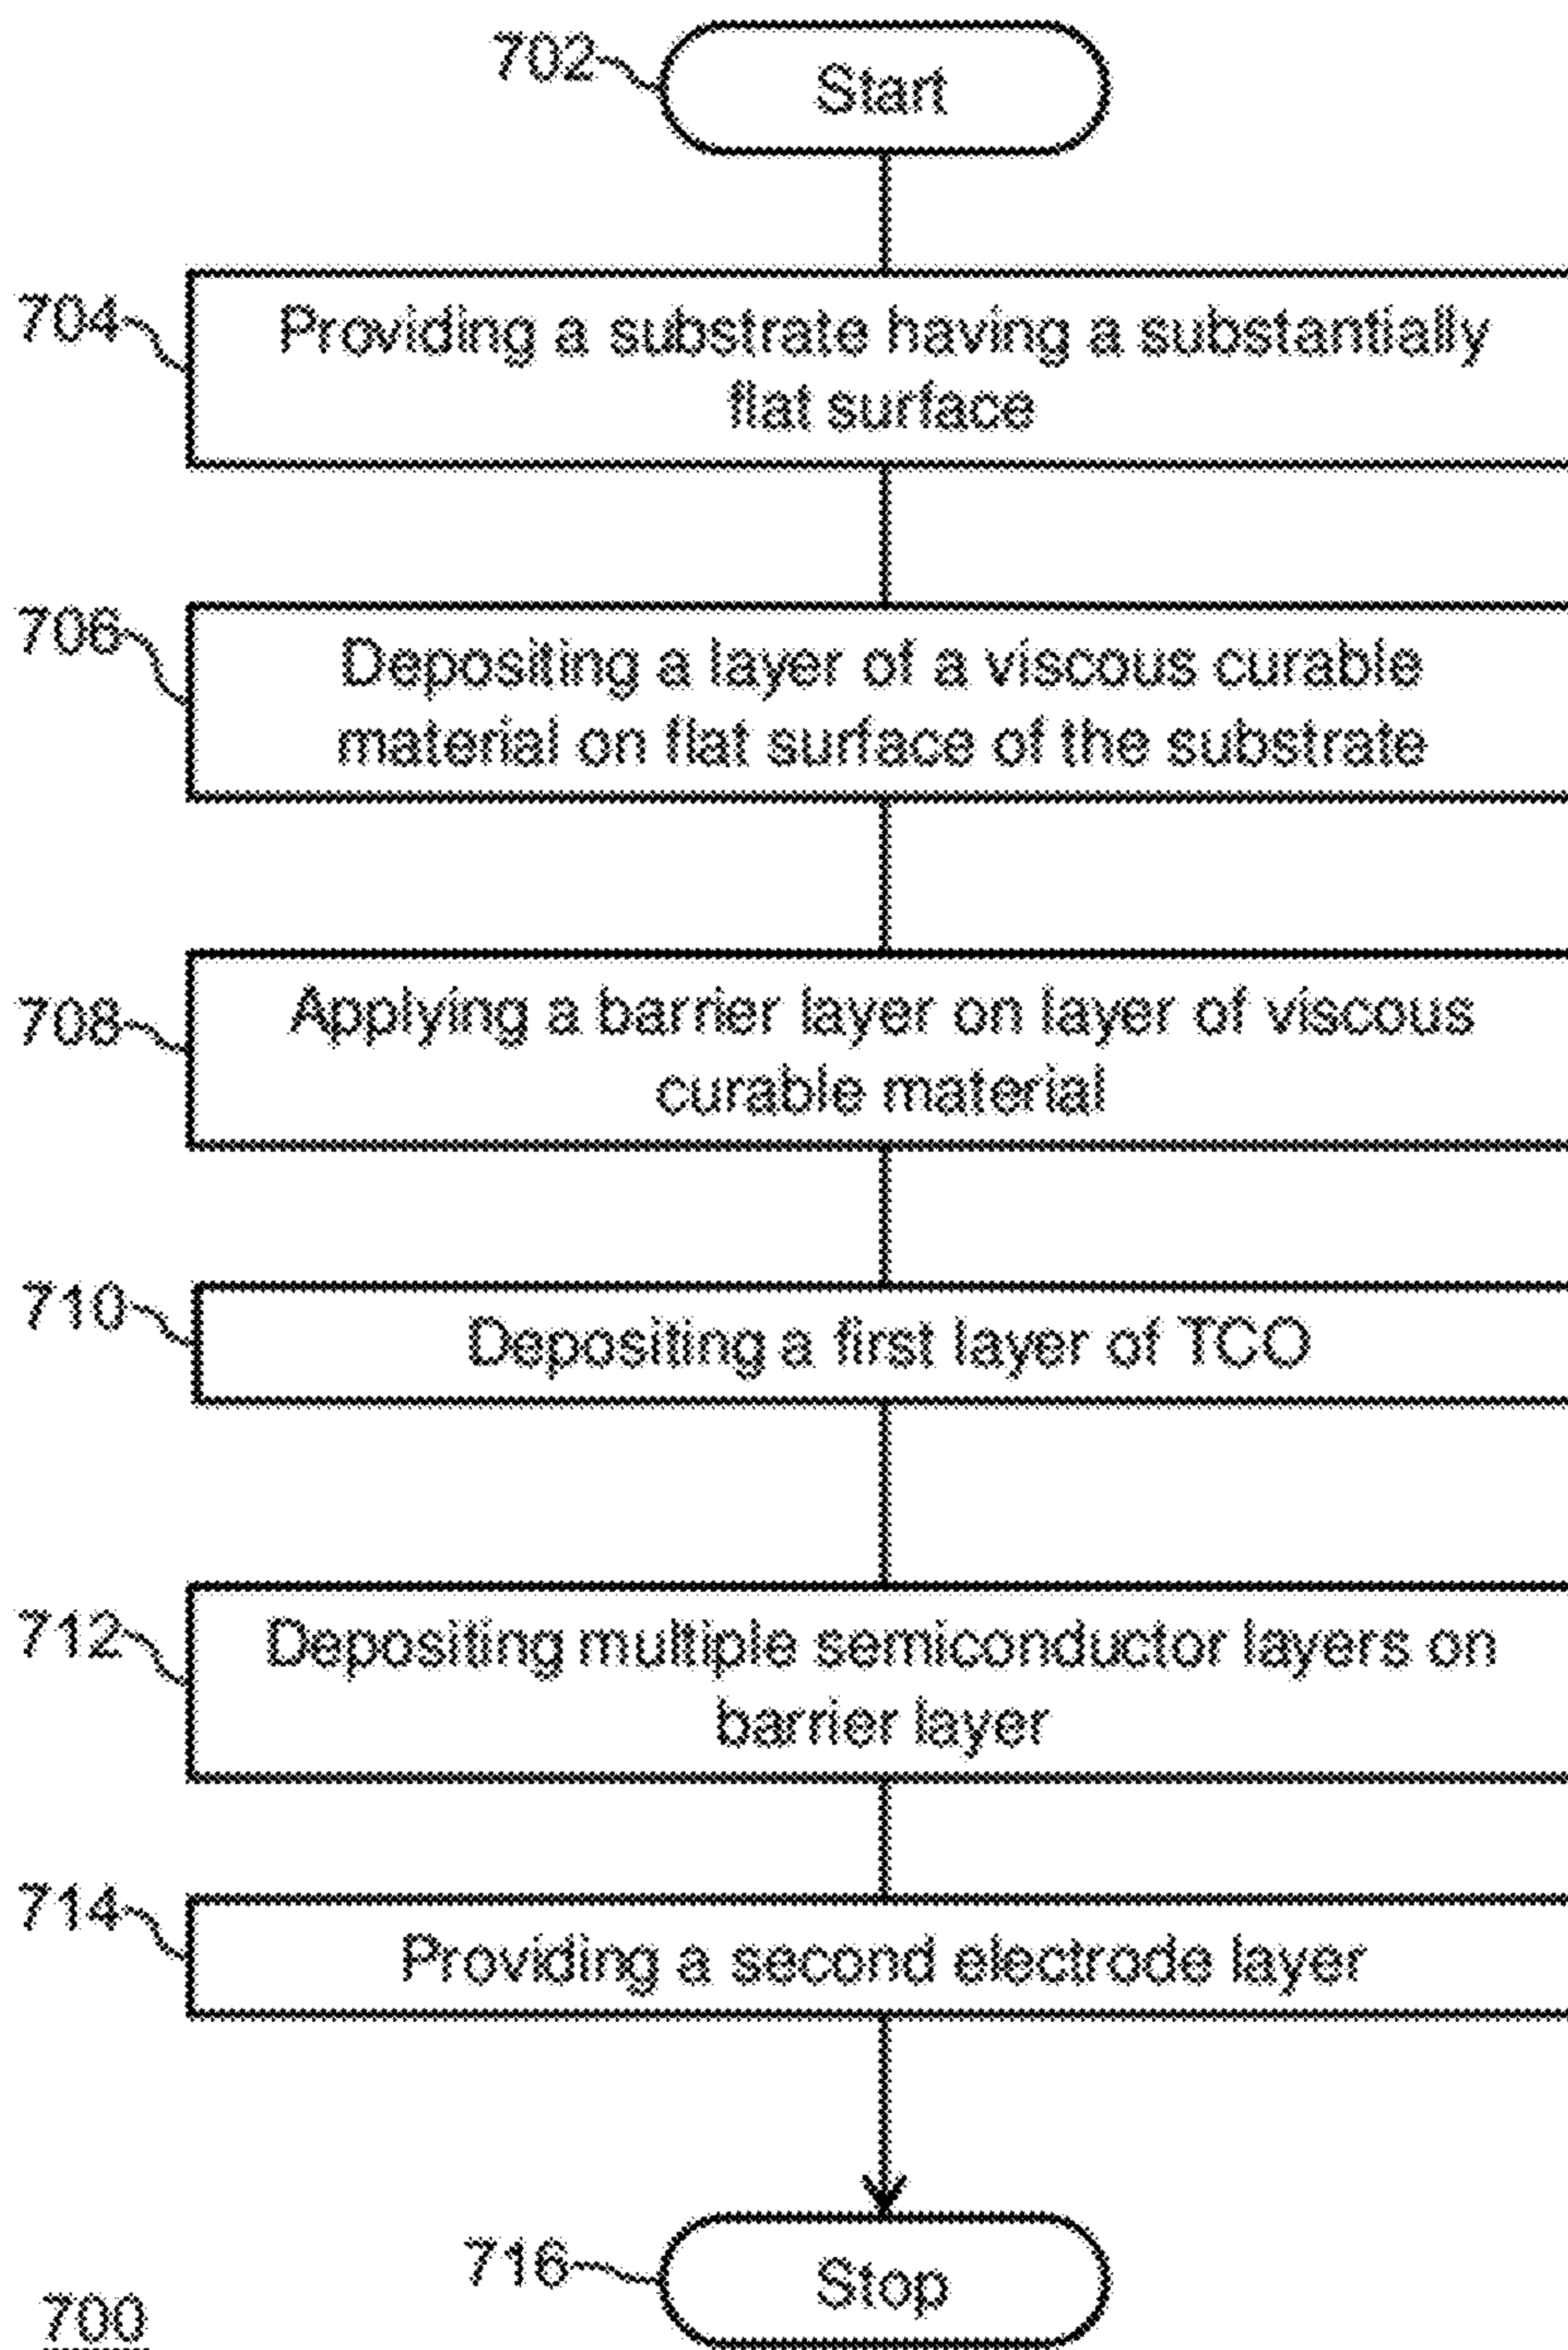 702
Start
704
Providing a substrate having a substantially
flat surface
706
Depositing a layer of a viscous curable
material on flat surface of the substrate
708
Applying a barrier layer on layer of viscous
curable material
710
Depositing a first layer of TCO
712
Depositing multiple semiconductor layers on
barrier layer
714
Providing a second electrode layer
716
Stop
700